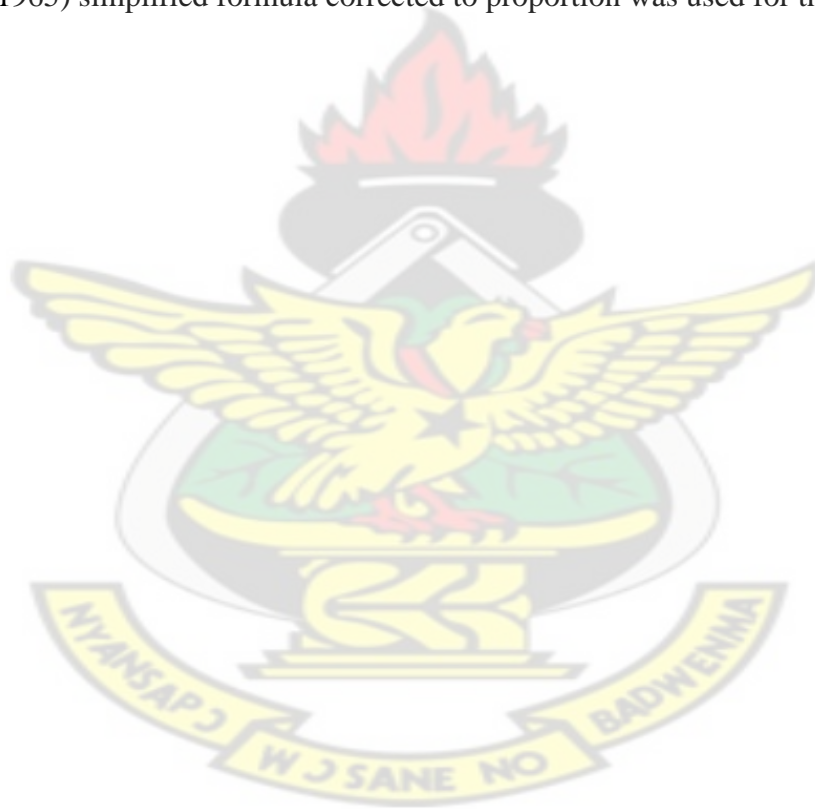 1965) simplified formula corrected to proportion was used for
NYANSAPƆ
WƆ SANE NO
BADWENMA